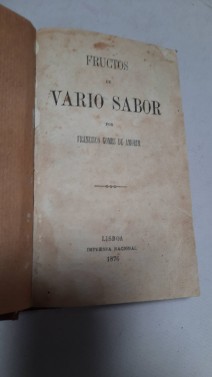 FRUCTOS
DE
VARIO SABOR
POR
FRANCISCO GOMES DE AMORIM
LISBOA
IMPRENSA NACIONAL
1876